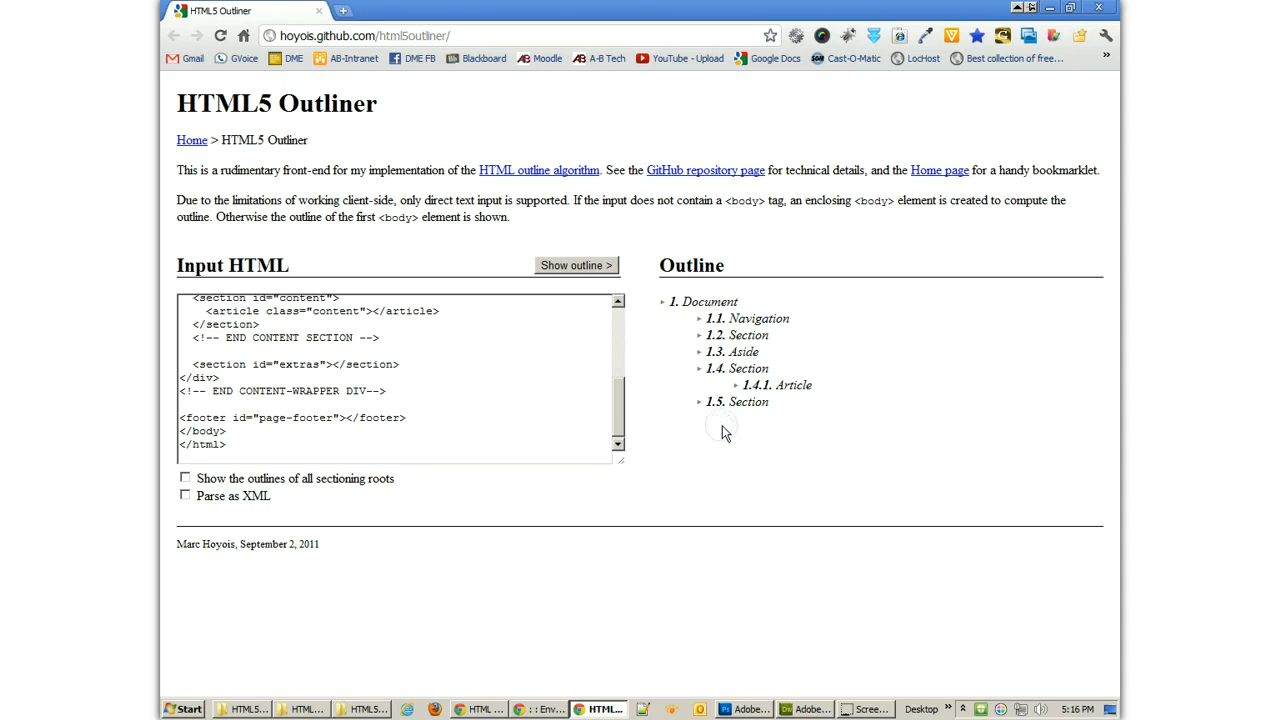 HTML5 Outliner
hoyois.github.com/html5outliner/
Gmail GVoice DME AB-Intranet DME FB Blackboard Moodle A-B Tech YouTube - Upload Google Docs Cast-O-Matic LocHost Best collection of free... »
HTML5 Outliner
Home > HTML5 Outliner
This is a rudimentary front-end for my implementation of the HTML outline algorithm. See the GitHub repository page for technical details, and the Home page for a handy bookmarklet.
Due to the limitations of working client-side, only direct text input is supported. If the input does not contain a <body> tag, an enclosing <body> element is created to compute the
outline. Otherwise the outline of the first <body> element is shown.
Input HTML
Show outline >
<section id="content">
<article class="content"></article>
</section>
<!-- END CONTENT SECTION -->
<section id="extras"></section>
</div>
<!-- END CONTENT-WRAPPER DIV-->
<footer id="page-footer"></footer>
</body>
</html>
Show the outlines of all sectioning roots
Parse as XML
Outline
1. Document
1.1. Navigation
1.2. Section
1.3. Aside
1.4. Section
1.4.1. Article
1.5. Section
Marc Hoyois, September 2, 2011
Start HTML5... HTML... HTML5... HTML ... : : Env... HTML... Adobe... Adobe... Scree... Desktop » 5:16 PM